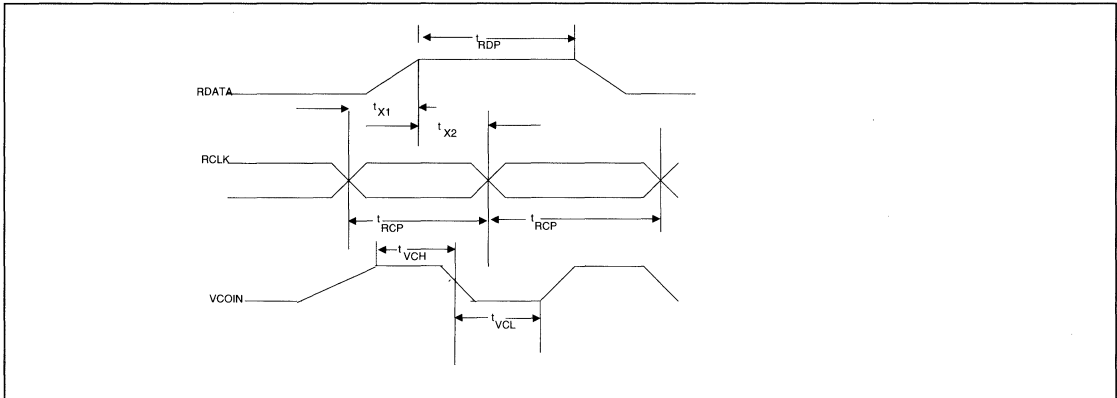 tRDP
RDATA
tX1
tX2
RCLK
tRCP tRCP
tVCH
VCOIN
tVCL